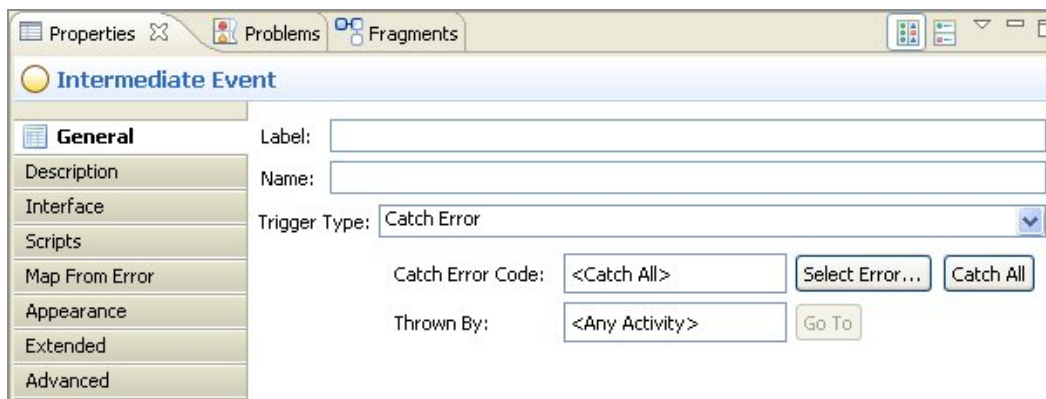 Properties Problems Fragments
Intermediate Event
General
Description
Interface
Scripts
Map From Error
Appearance
Extended
Advanced
Label:
Name:
Trigger Type: Catch Error
Catch Error Code: <Catch All> Select Error... Catch All
Thrown By: <Any Activity> Go To